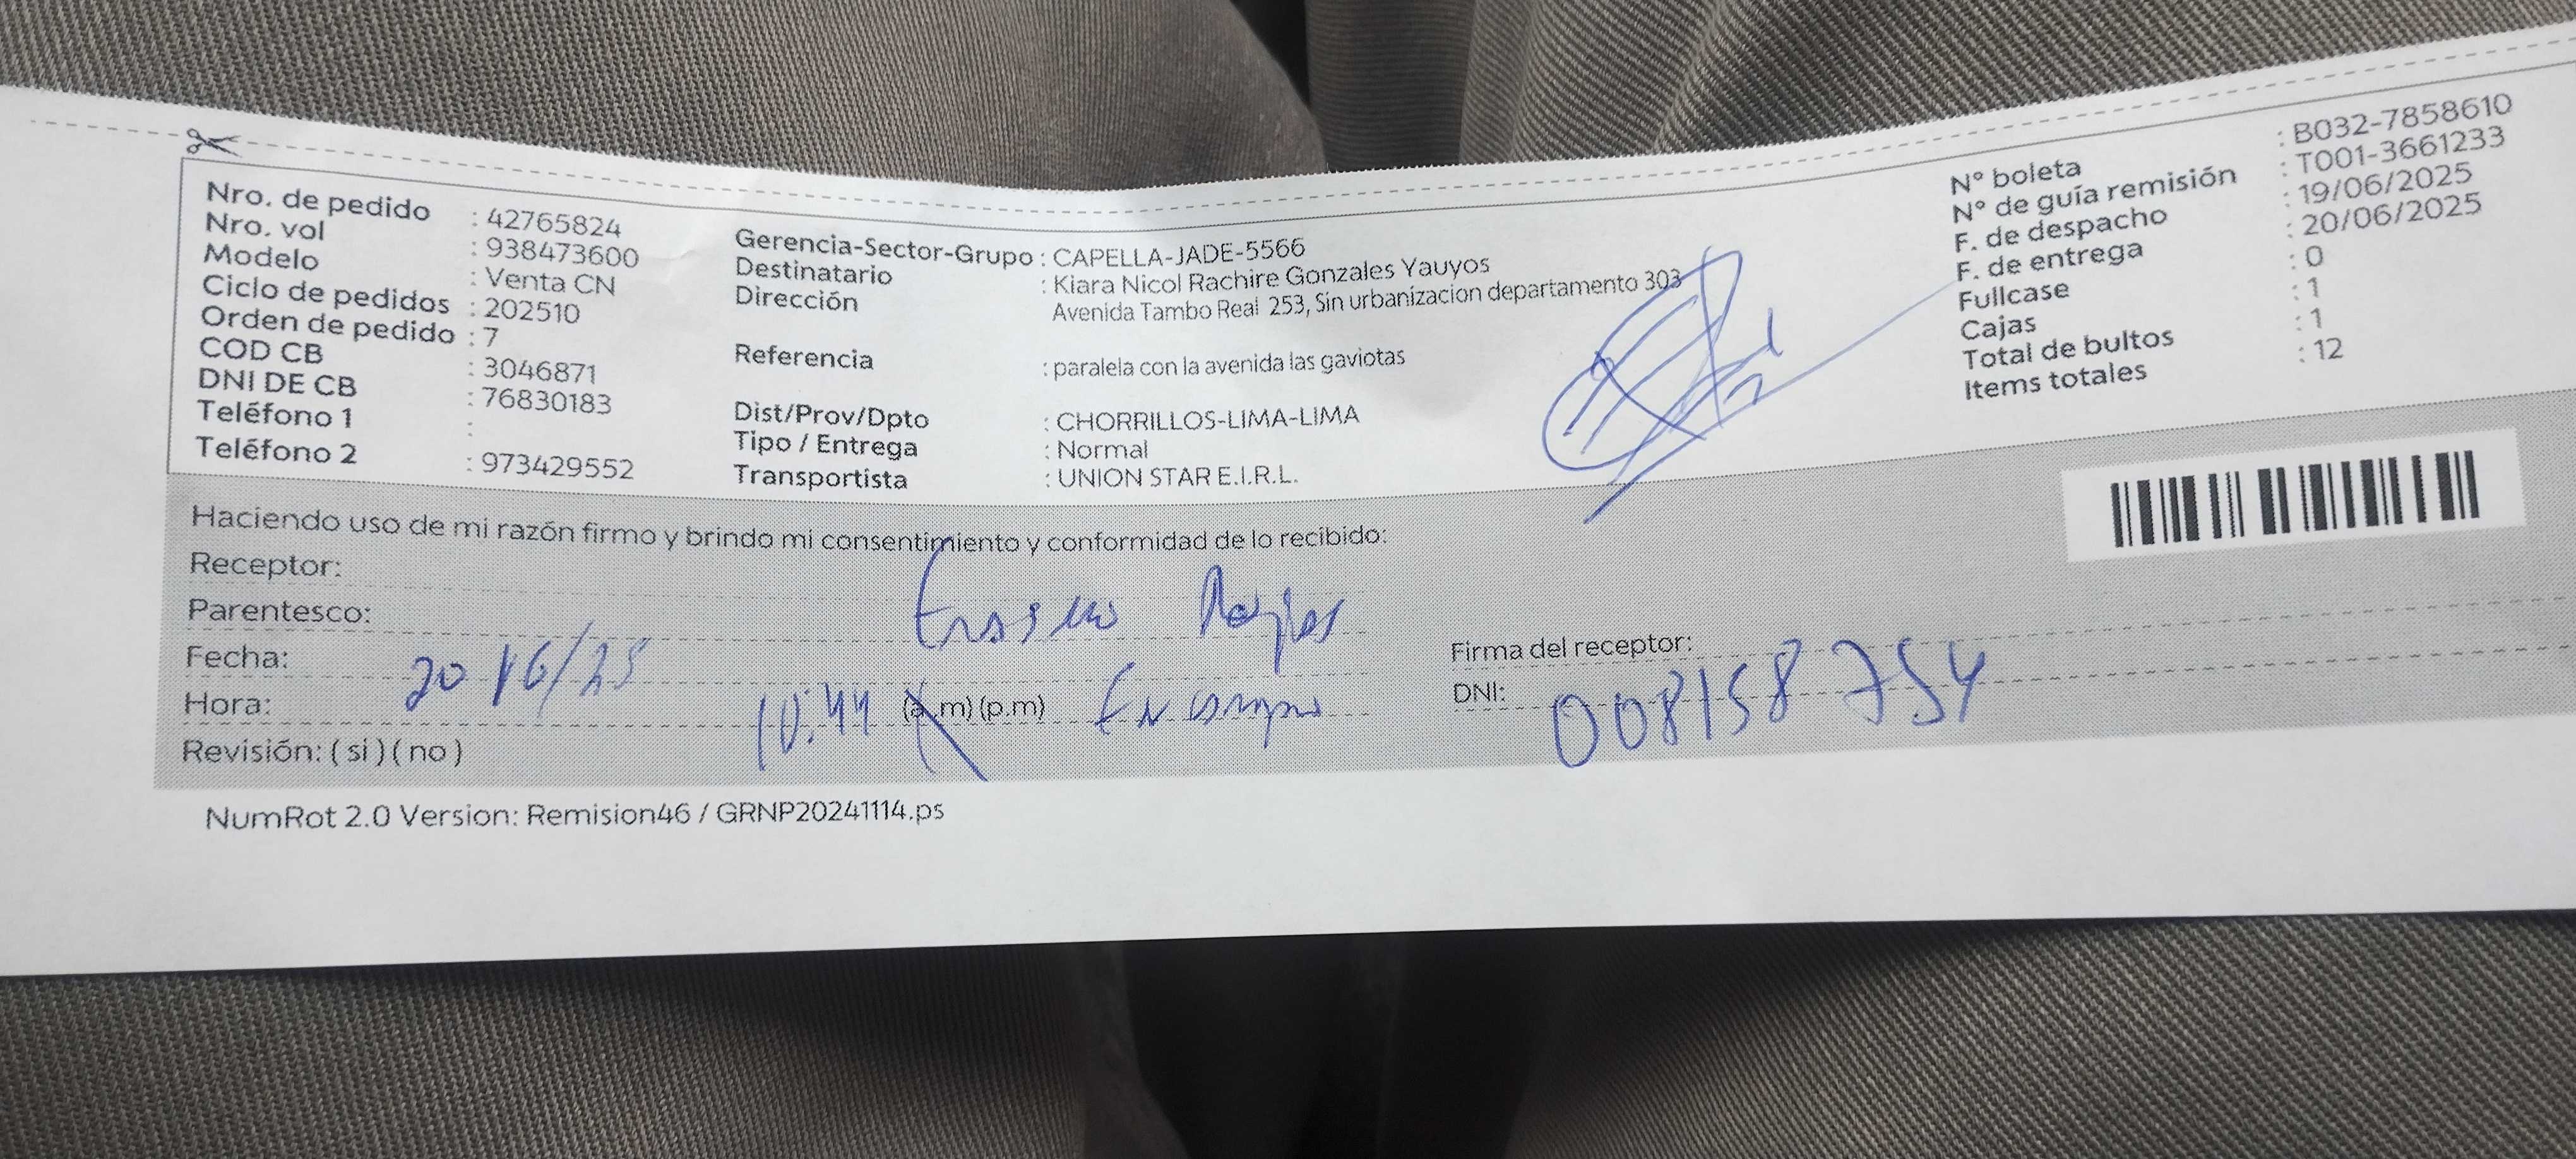 Nro. de pedido : 42765824
Nro. vol : 938473600
Modelo : Venta CN
Ciclo de pedidos : 202510
Orden de pedido : 7
COD CB : 3046871
DNI DE CB : 76830183
Teléfono 1 :
Teléfono 2 : 973429552
Gerencia-Sector-Grupo : CAPELLA-JADE-5566
Destinatario : Kiara Nicol Rachire Gonzales Yauyos
Dirección Avenida Tambo Real 253, Sin urbanizacion departamento 303
Referencia : paralela con la avenida las gaviotas
Dist/Prov/Dpto : CHORRILLOS-LIMA-LIMA
Tipo / Entrega : Normal
Transportista : UNION STAR E.I.R.L.
N° boleta : B032-7858610
N° de guía remisión : T001-3661233
F. de despacho : 19/06/2025
F. de entrega : 20/06/2025
Fullcase : 0
Cajas : 1
Total de bultos : 1
Items totales : 12
Haciendo uso de mi razón firmo y brindo mi consentimiento y conformidad de lo recibido:
Receptor:
Parentesco:
Fecha: 20/6/25
Hora: 10:44 (a.m) (p.m)
Revisión: ( si ) ( no )
Firma del receptor:
DNI: 008158754
NumRot 2.0 Version: Remision46 / GRNP20241114.ps